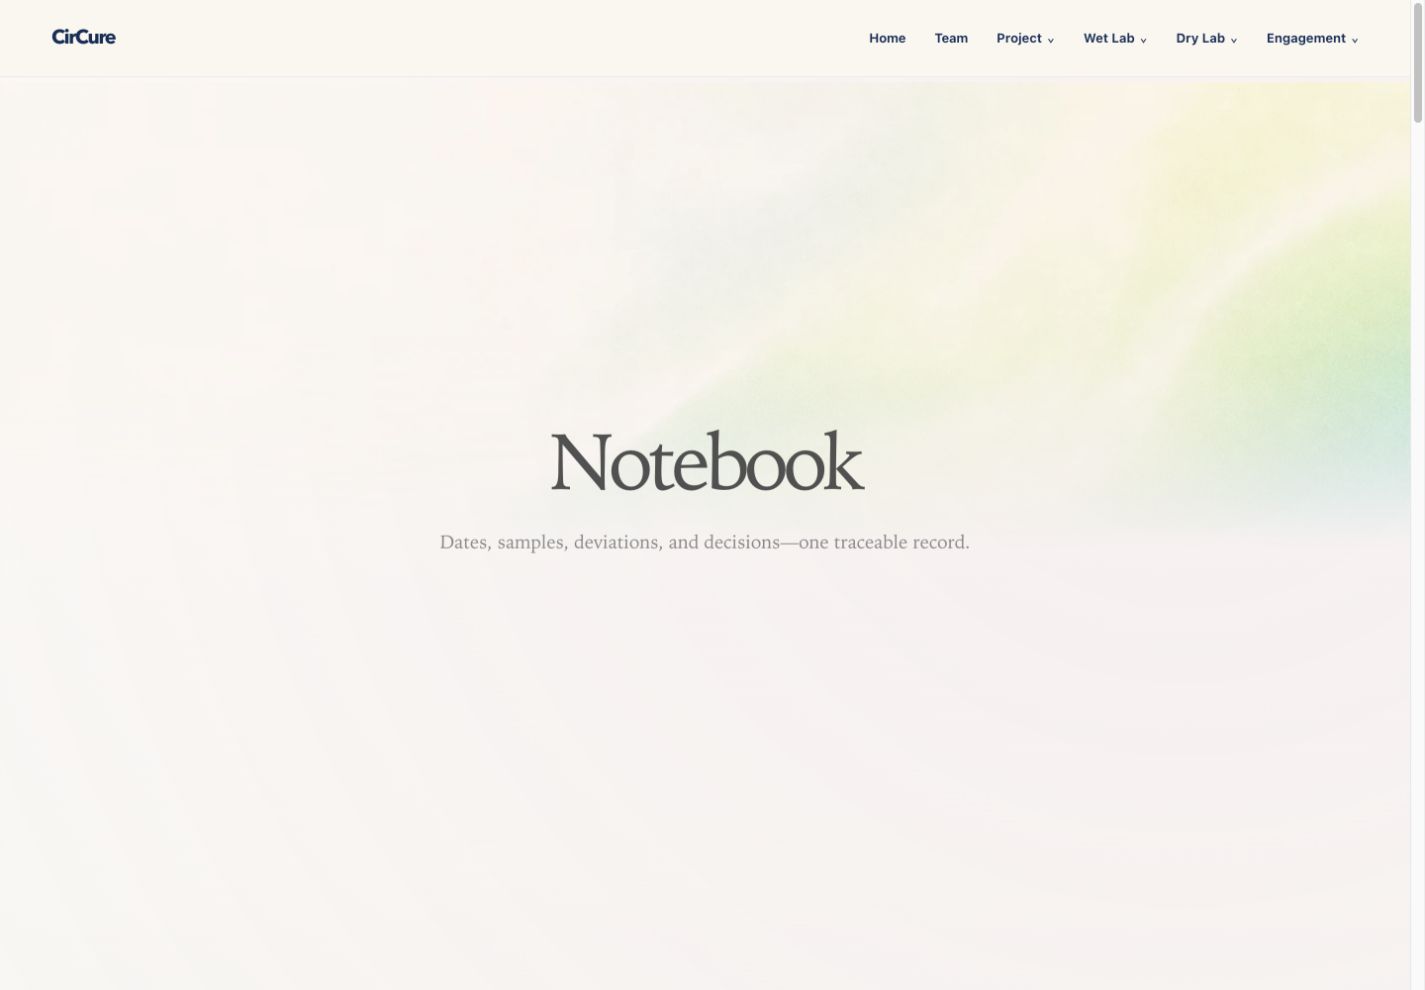 CirCure
Home Team Project Wet Lab Dry Lab Engagement
Notebook
Dates, samples, deviations, and decisions—one traceable record.